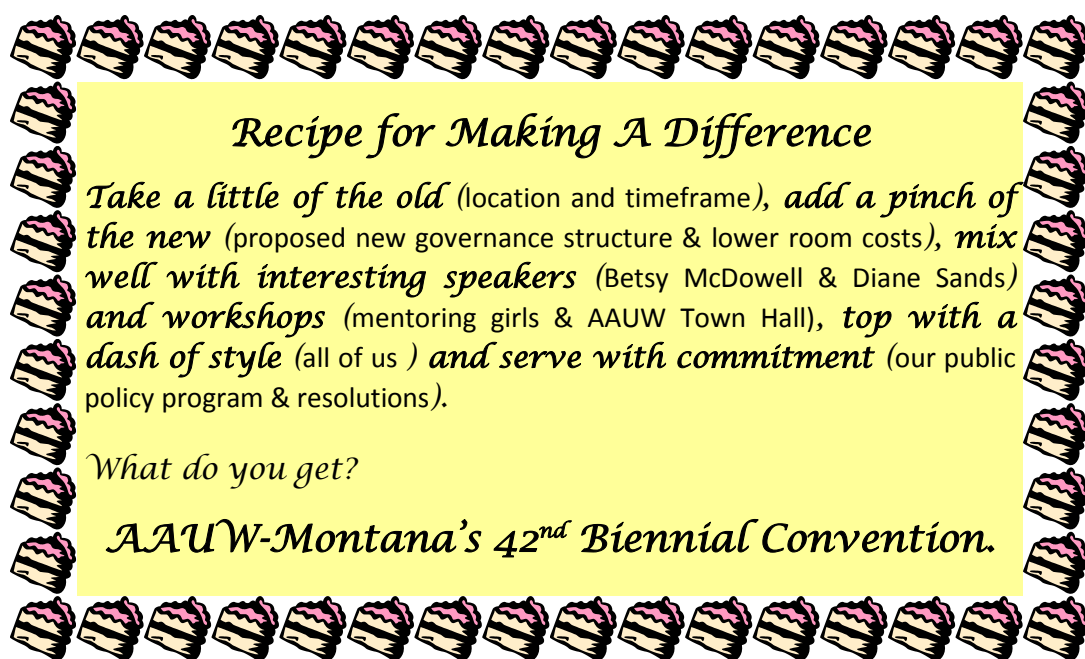 Recipe for Making A Difference
Take a little of the old (location and timeframe), add a pinch of
the new (proposed new governance structure & lower room costs), mix
well with interesting speakers (Betsy McDowell & Diane Sands)
and workshops (mentoring girls & AAUW Town Hall), top with a
dash of style (all of us ) and serve with commitment (our public
policy program & resolutions).
What do you get?
AAUW-Montana's 42nd Biennial Convention.